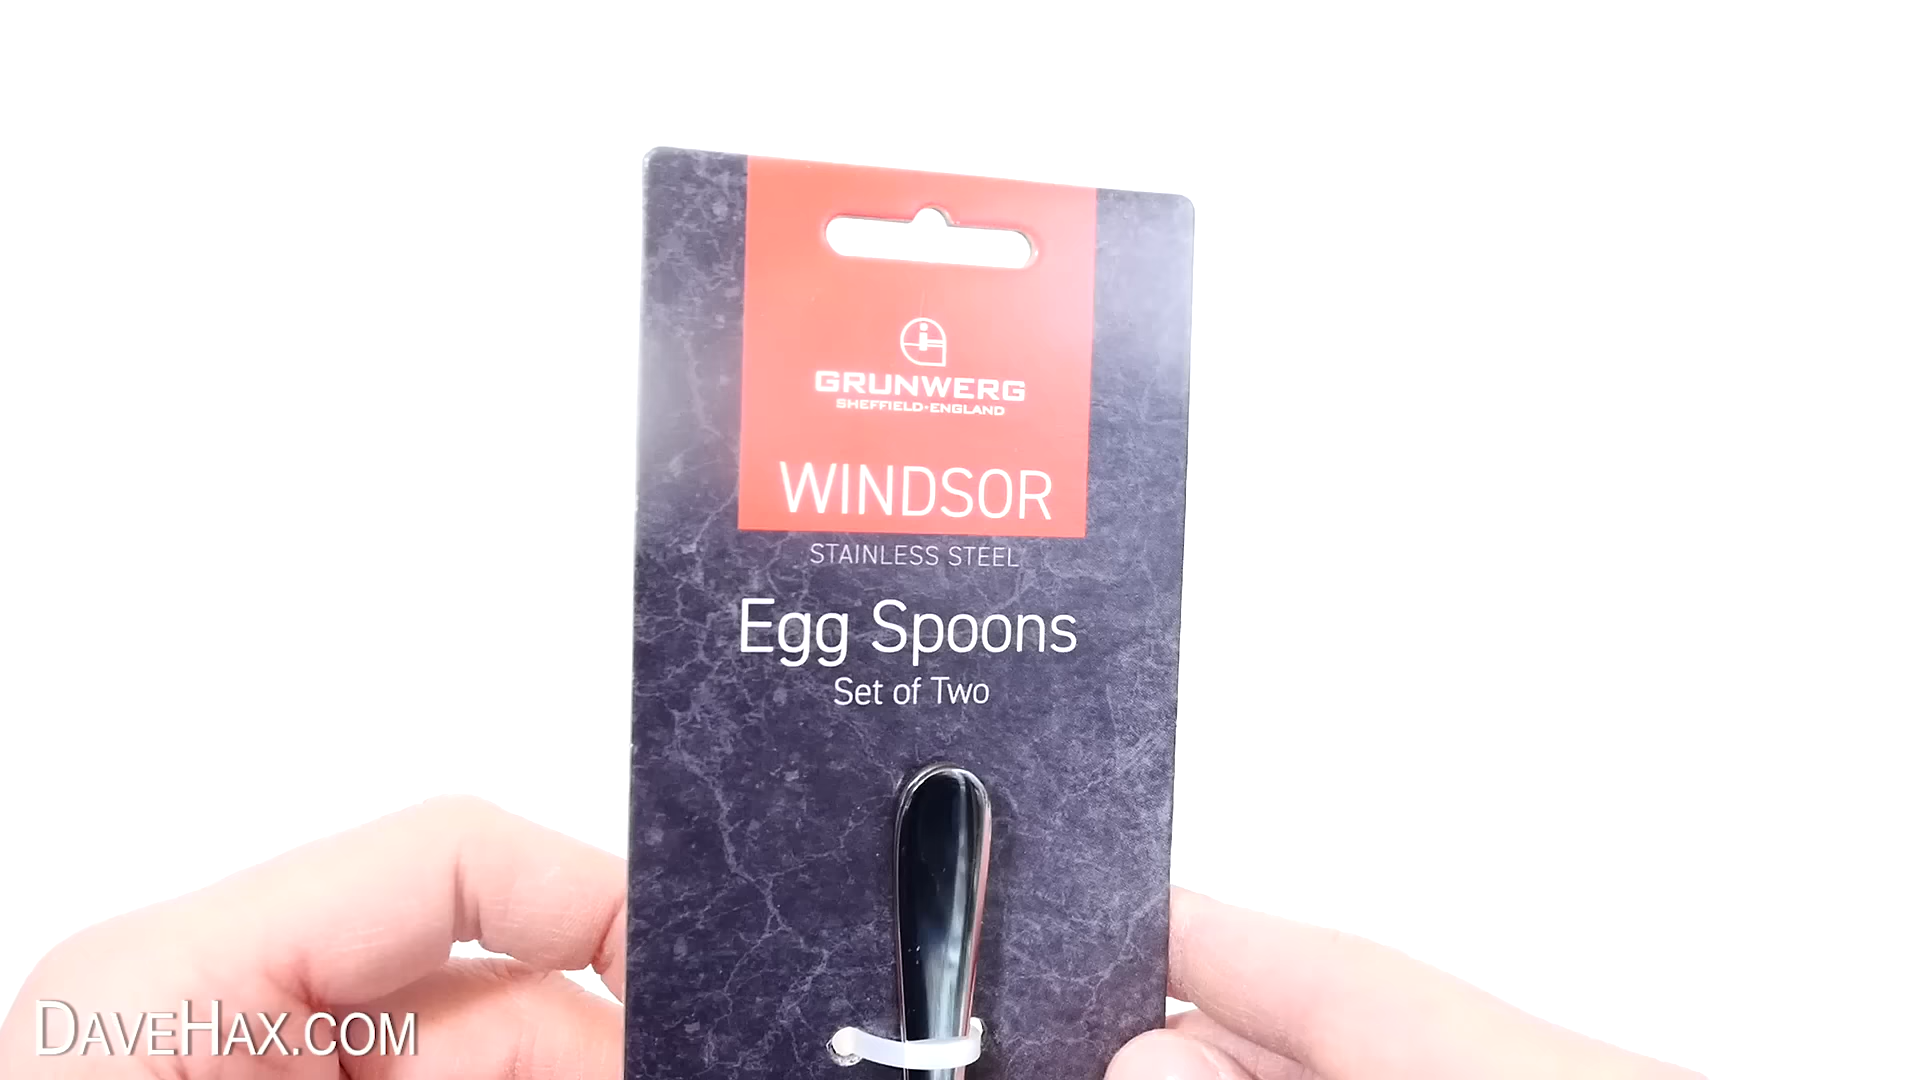 GRUNWERG
SHEFFIELD·ENGLAND
WINDSOR
STAINLESS STEEL
Egg Spoons
Set of Two
DAVEHAX.COM